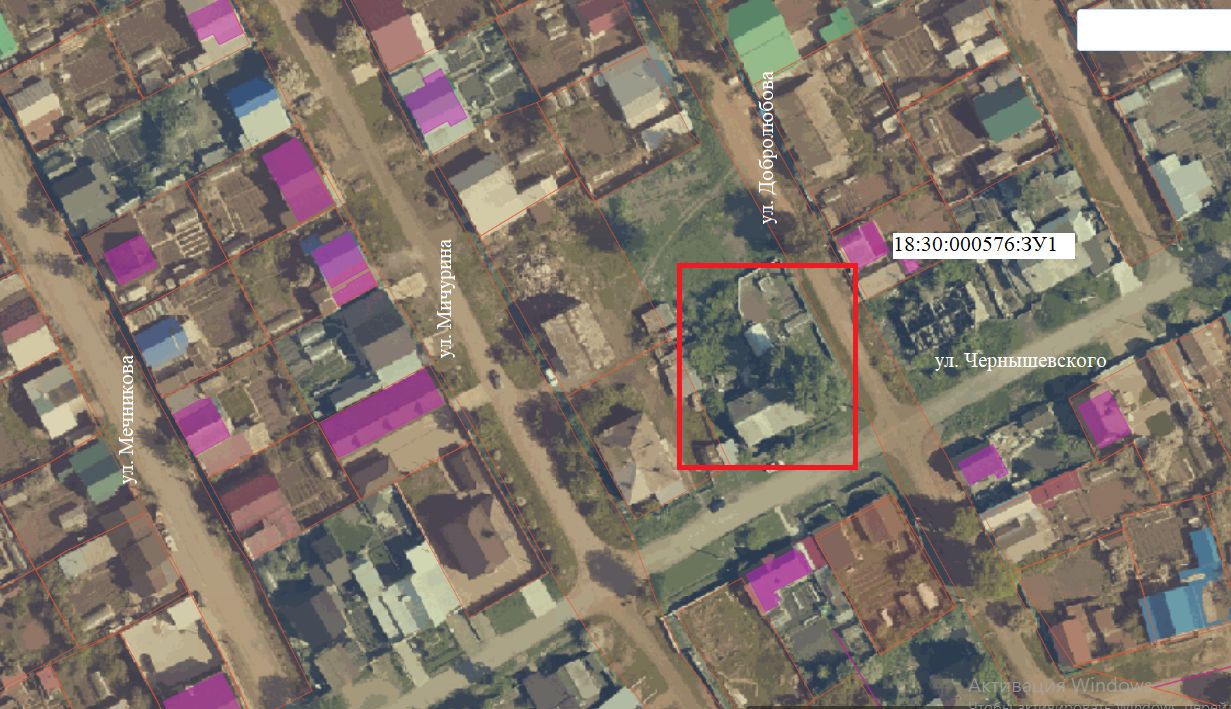 ул. Добролюбова
18:30:000576:ЗУ1
ул. Мичурина
ул. Чернышевского
ул. Мечникова
Активация Windows